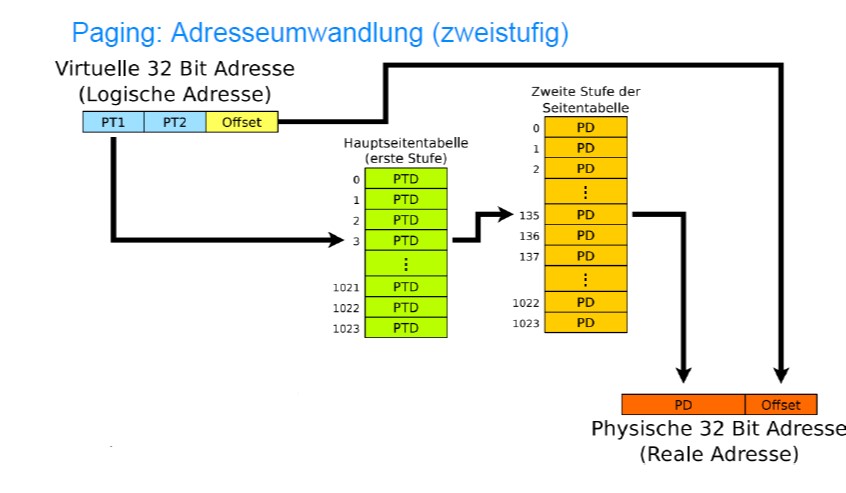 Paging: Adresseumwandlung (zweistufig)
Virtuelle 32 Bit Adresse
(Logische Adresse)
PT1 PT2 Offset
Hauptseitentabelle
(erste Stufe)
0 PTD
1 PTD
2 PTD
3 PTD
⋮
1021 PTD
1022 PTD
1023 PTD
Zweite Stufe der
Seitentabelle
0 PD
1 PD
2 PD
⋮
135 PD
136 PD
137 PD
⋮
1022 PD
1023 PD
PD Offset
Physische 32 Bit Adresse
(Reale Adresse)